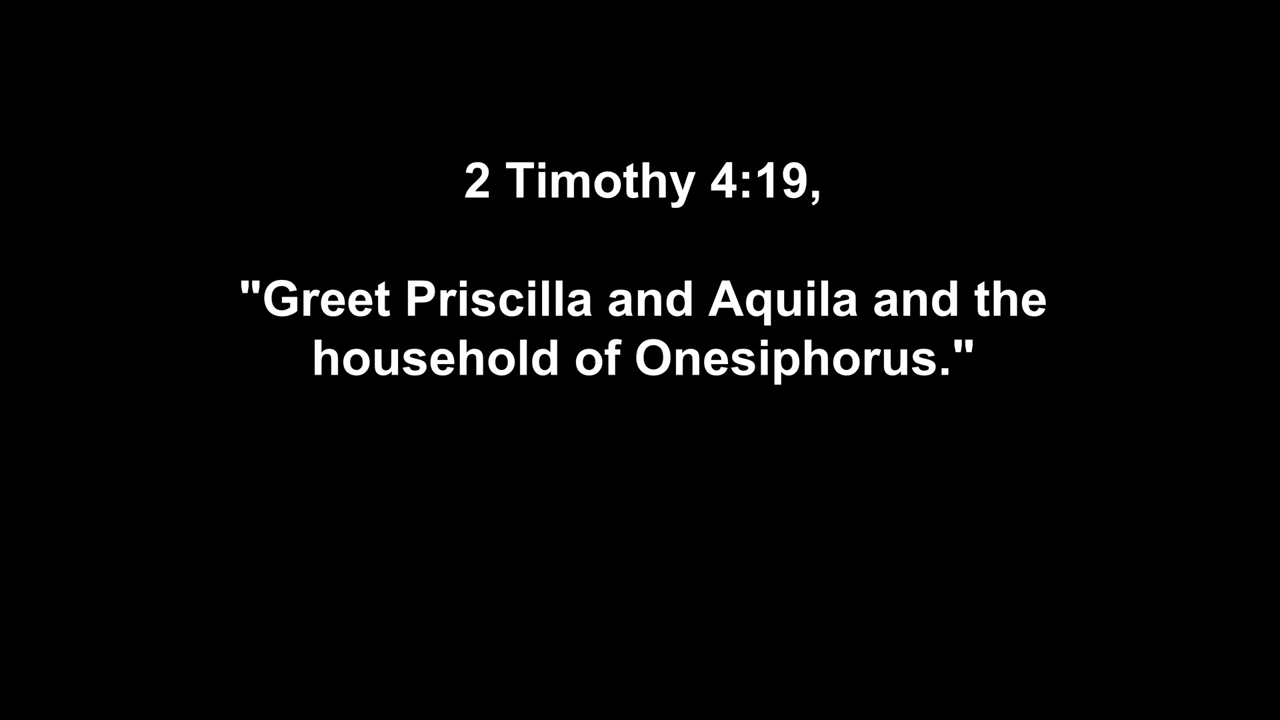 2 Timothy 4:19,
"Greet Priscilla and Aquila and the
household of Onesiphorus."